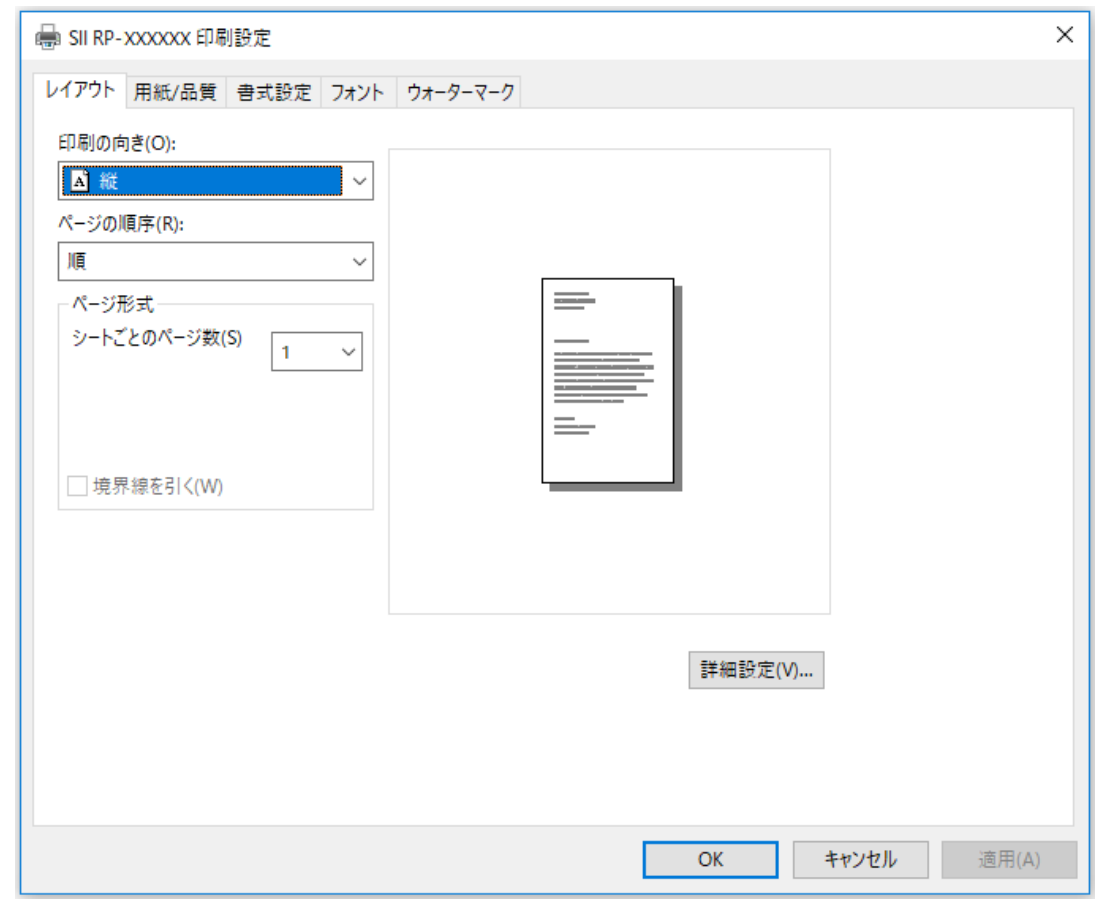 SII RP-XXXXXX 印刷設定
レイアウト 用紙/品質 書式設定 フォント ウォーターマーク
印刷の向き(O):
A 縦
ページの順序(R):
順
ページ形式
シートごとのページ数(S) 1
境界線を引く(W)
詳細設定(V)...
OK キャンセル 適用(A)